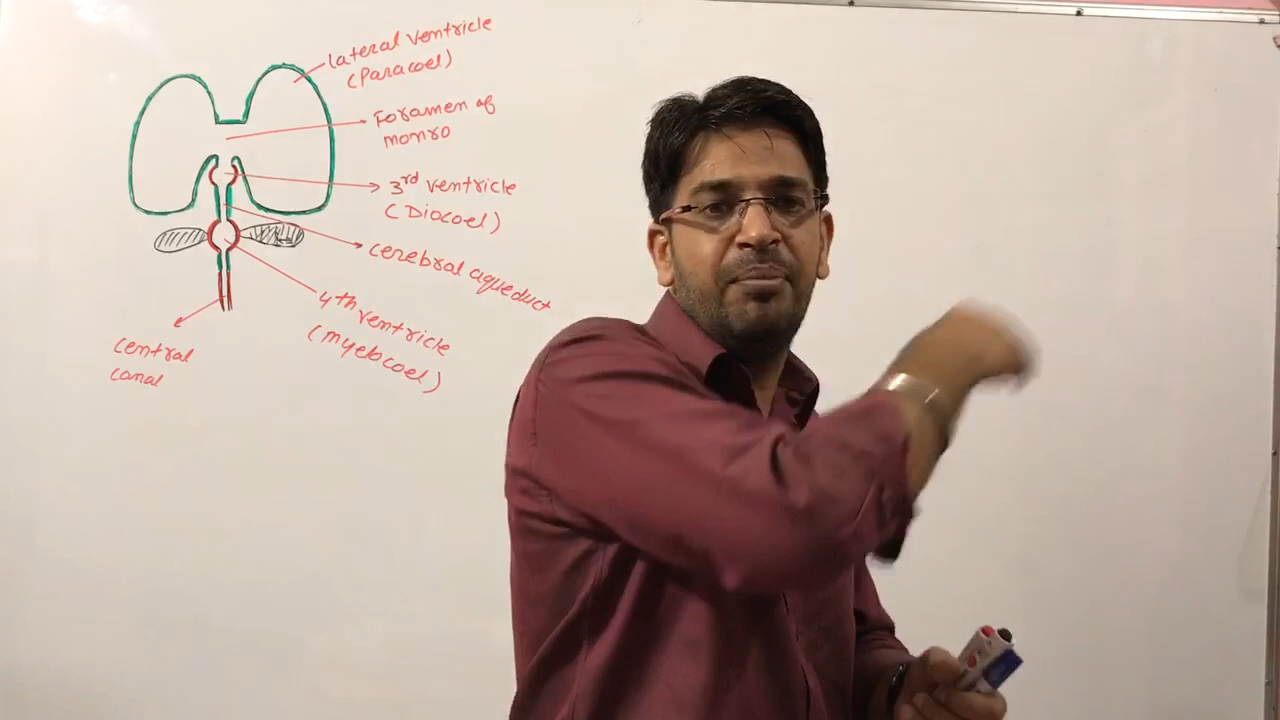 Lateral ventricle
(Paracoel)
Foramen of
monro
3rd ventricle
(Diocoel)
cerebral aqueduct
4th ventricle
(myelocoel)
central
canal